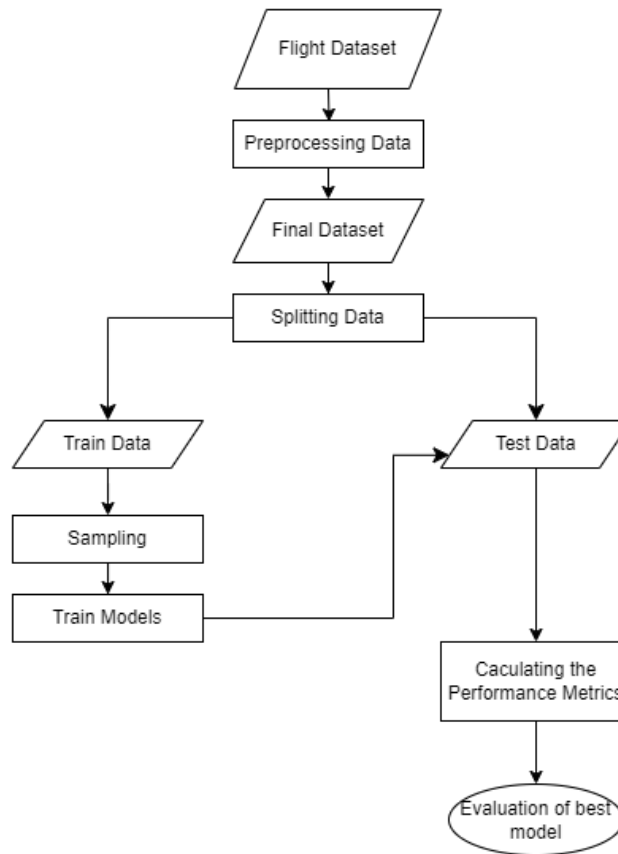 Flight Dataset
Preprocessing Data
Final Dataset
Splitting Data
Train Data
Test Data
Sampling
Train Models
Caculating the
Performance Metrics
Evaluation of best
model